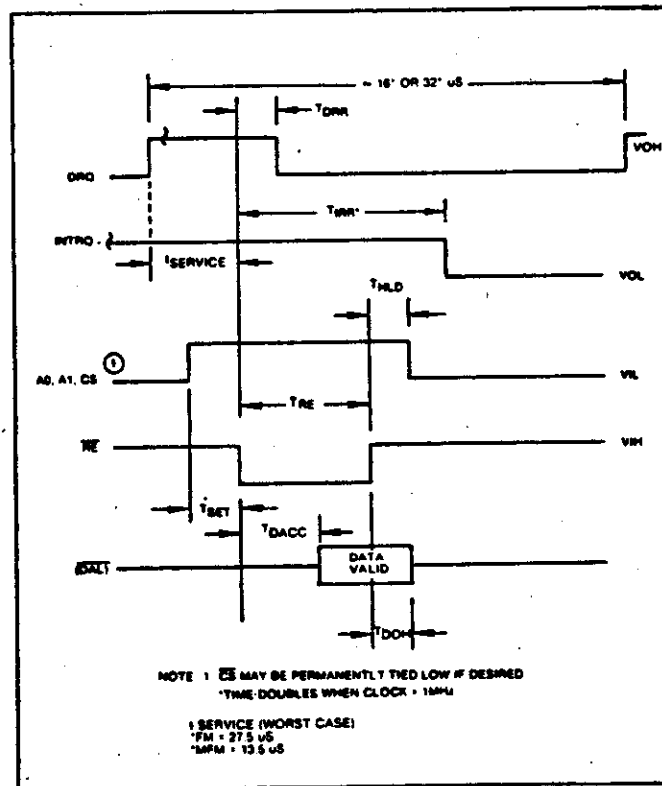 ~ 16* OR 32* uS
TDRR
DRQ
VOH
TIRR*
INTRQ
tSERVICE
VOL
THLD
1
A0, A1, CS
VIL
TRE
RE
VIH
TSET
TDACC
(DAL)
DATA
VALID
TDOH
NOTE 1 CS MAY BE PERMANENTLY TIED LOW IF DESIRED
*TIME DOUBLES WHEN CLOCK = 1MHz
t SERVICE (WORST CASE)
*FM = 27.5 uS
*MFM = 13.5 uS